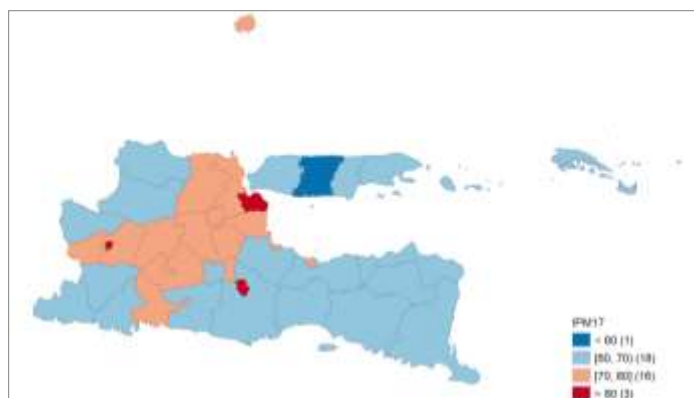 IPM17
< 60 (1)
[60, 70) (18)
[70, 80] (16)
> 80 (3)